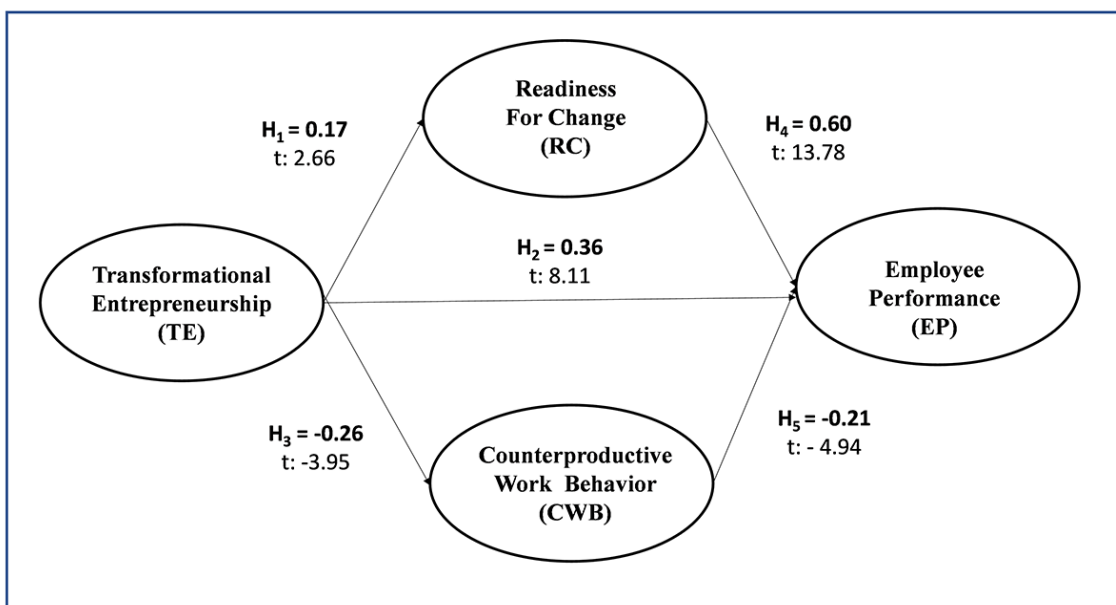 Readiness
For Change
(RC)
H₁ = 0.17
t: 2.66
H₄ = 0.60
t: 13.78
H₂ = 0.36
t: 8.11
Transformational
Entrepreneurship
(TE)
Employee
Performance
(EP)
H₃ = -0.26
t: -3.95
H₅ = -0.21
t: - 4.94
Counterproductive
Work Behavior
(CWB)